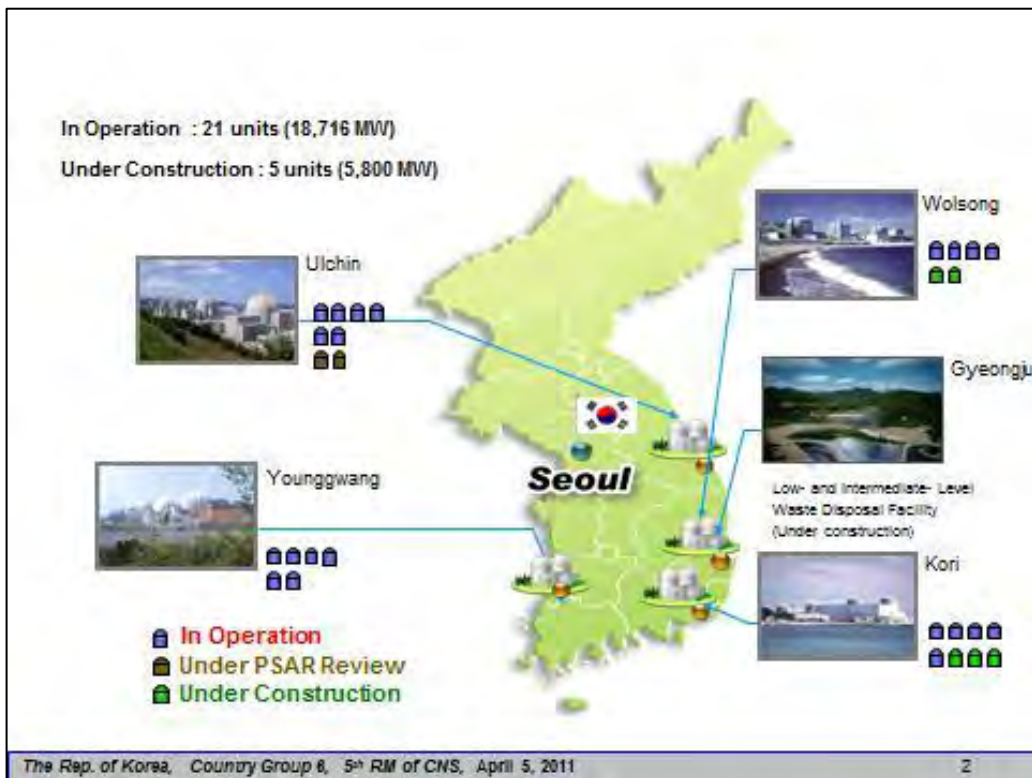 In Operation : 21 units (18,716 MW)
Under Construction : 5 units (5,800 MW)
Wolsong
Ulchin
Gyeongju
Seoul
Younggwang
Low- and Intermediate- Level
Waste Disposal Facility
(Under construction)
Kori
In Operation
Under PSAR Review
Under Construction
The Rep. of Korea, Country Group 6, 5th RM of CNS, April 5, 2011 2